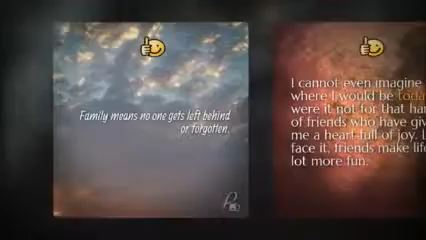 Family means no one gets left behind
or forgotten.
I cannot even imagine
where I would be toda
were it not for that han
of friends who have giv
me a heart full of joy. L
face it, friends make life
lot more fun.